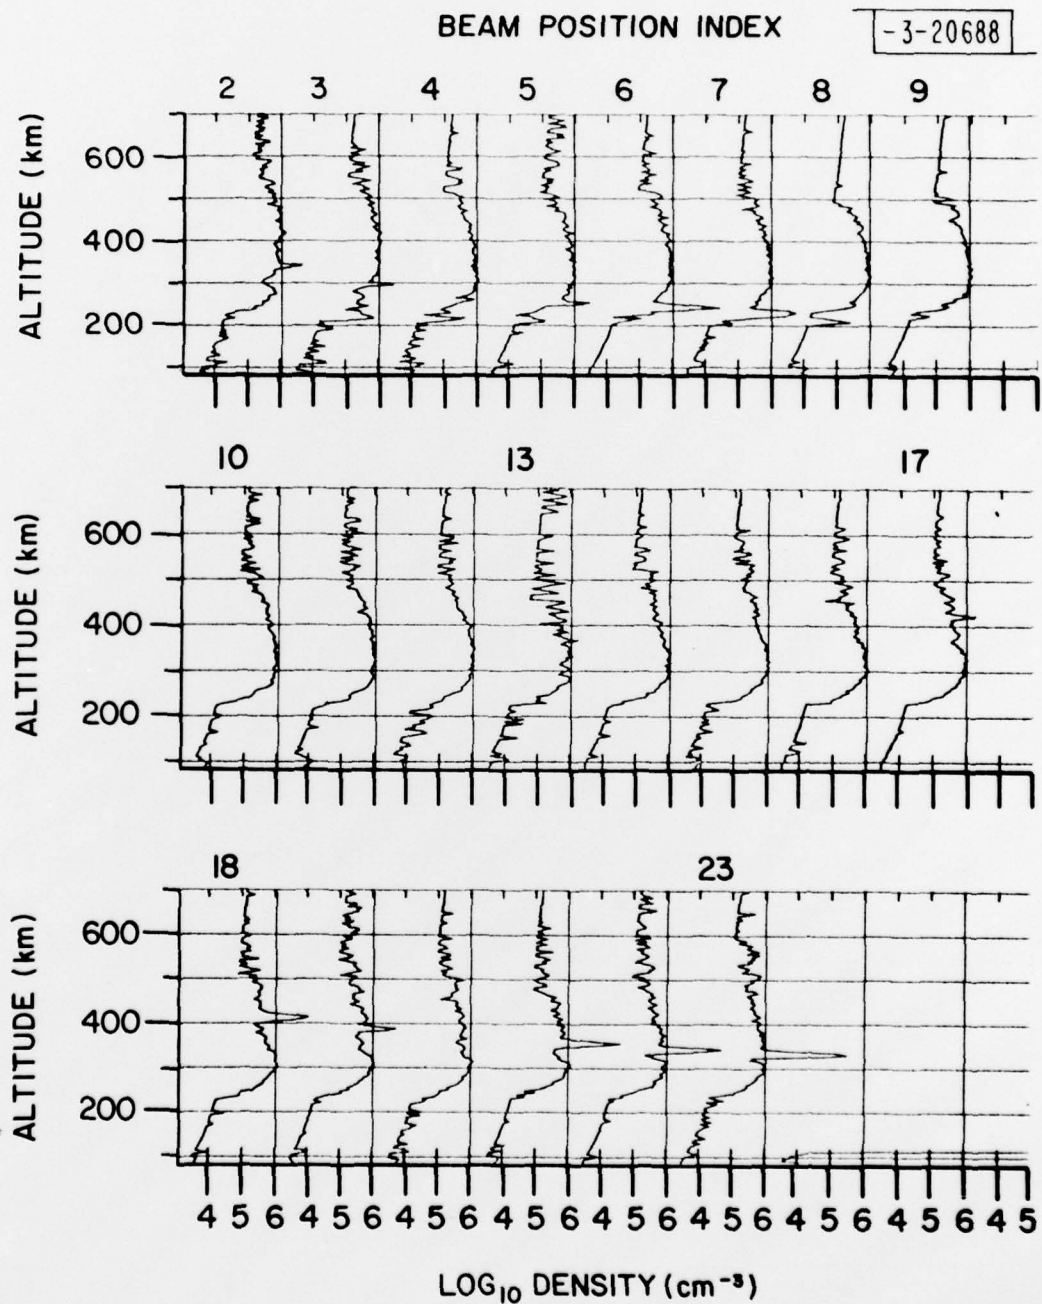 BEAM POSITION INDEX
-3-20688
2 3 4 5 6 7 8 9
ALTITUDE (km)
600
400
200
10 13 17
ALTITUDE (km)
600
400
200
18 23
ALTITUDE (km)
600
400
200
4 5 6 4 5 6 4 5 6 4 5 6 4 5 6 4 5 6 4 5 6 4 5 6 4 5
LOG₁₀ DENSITY (cm⁻³)